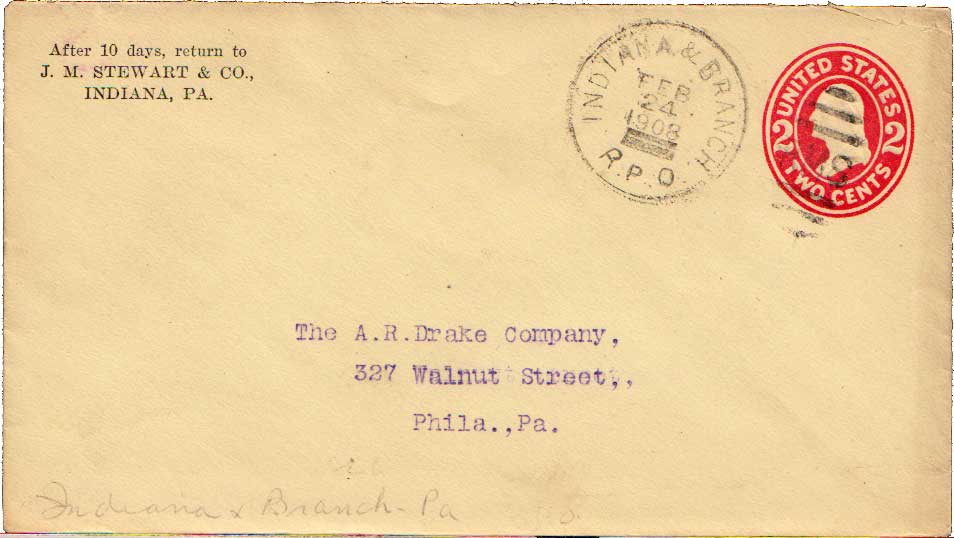 After 10 days, return to
J. M. STEWART & CO.,
INDIANA, PA.
INDIANA & BRANCH
FEB
24
1908
R.P.O.
UNITED STATES
2 2
TWO CENTS
The A.R.Drake Company,
327 Walnut Street,,
Phila.,Pa.
Indiana & Branch - Pa